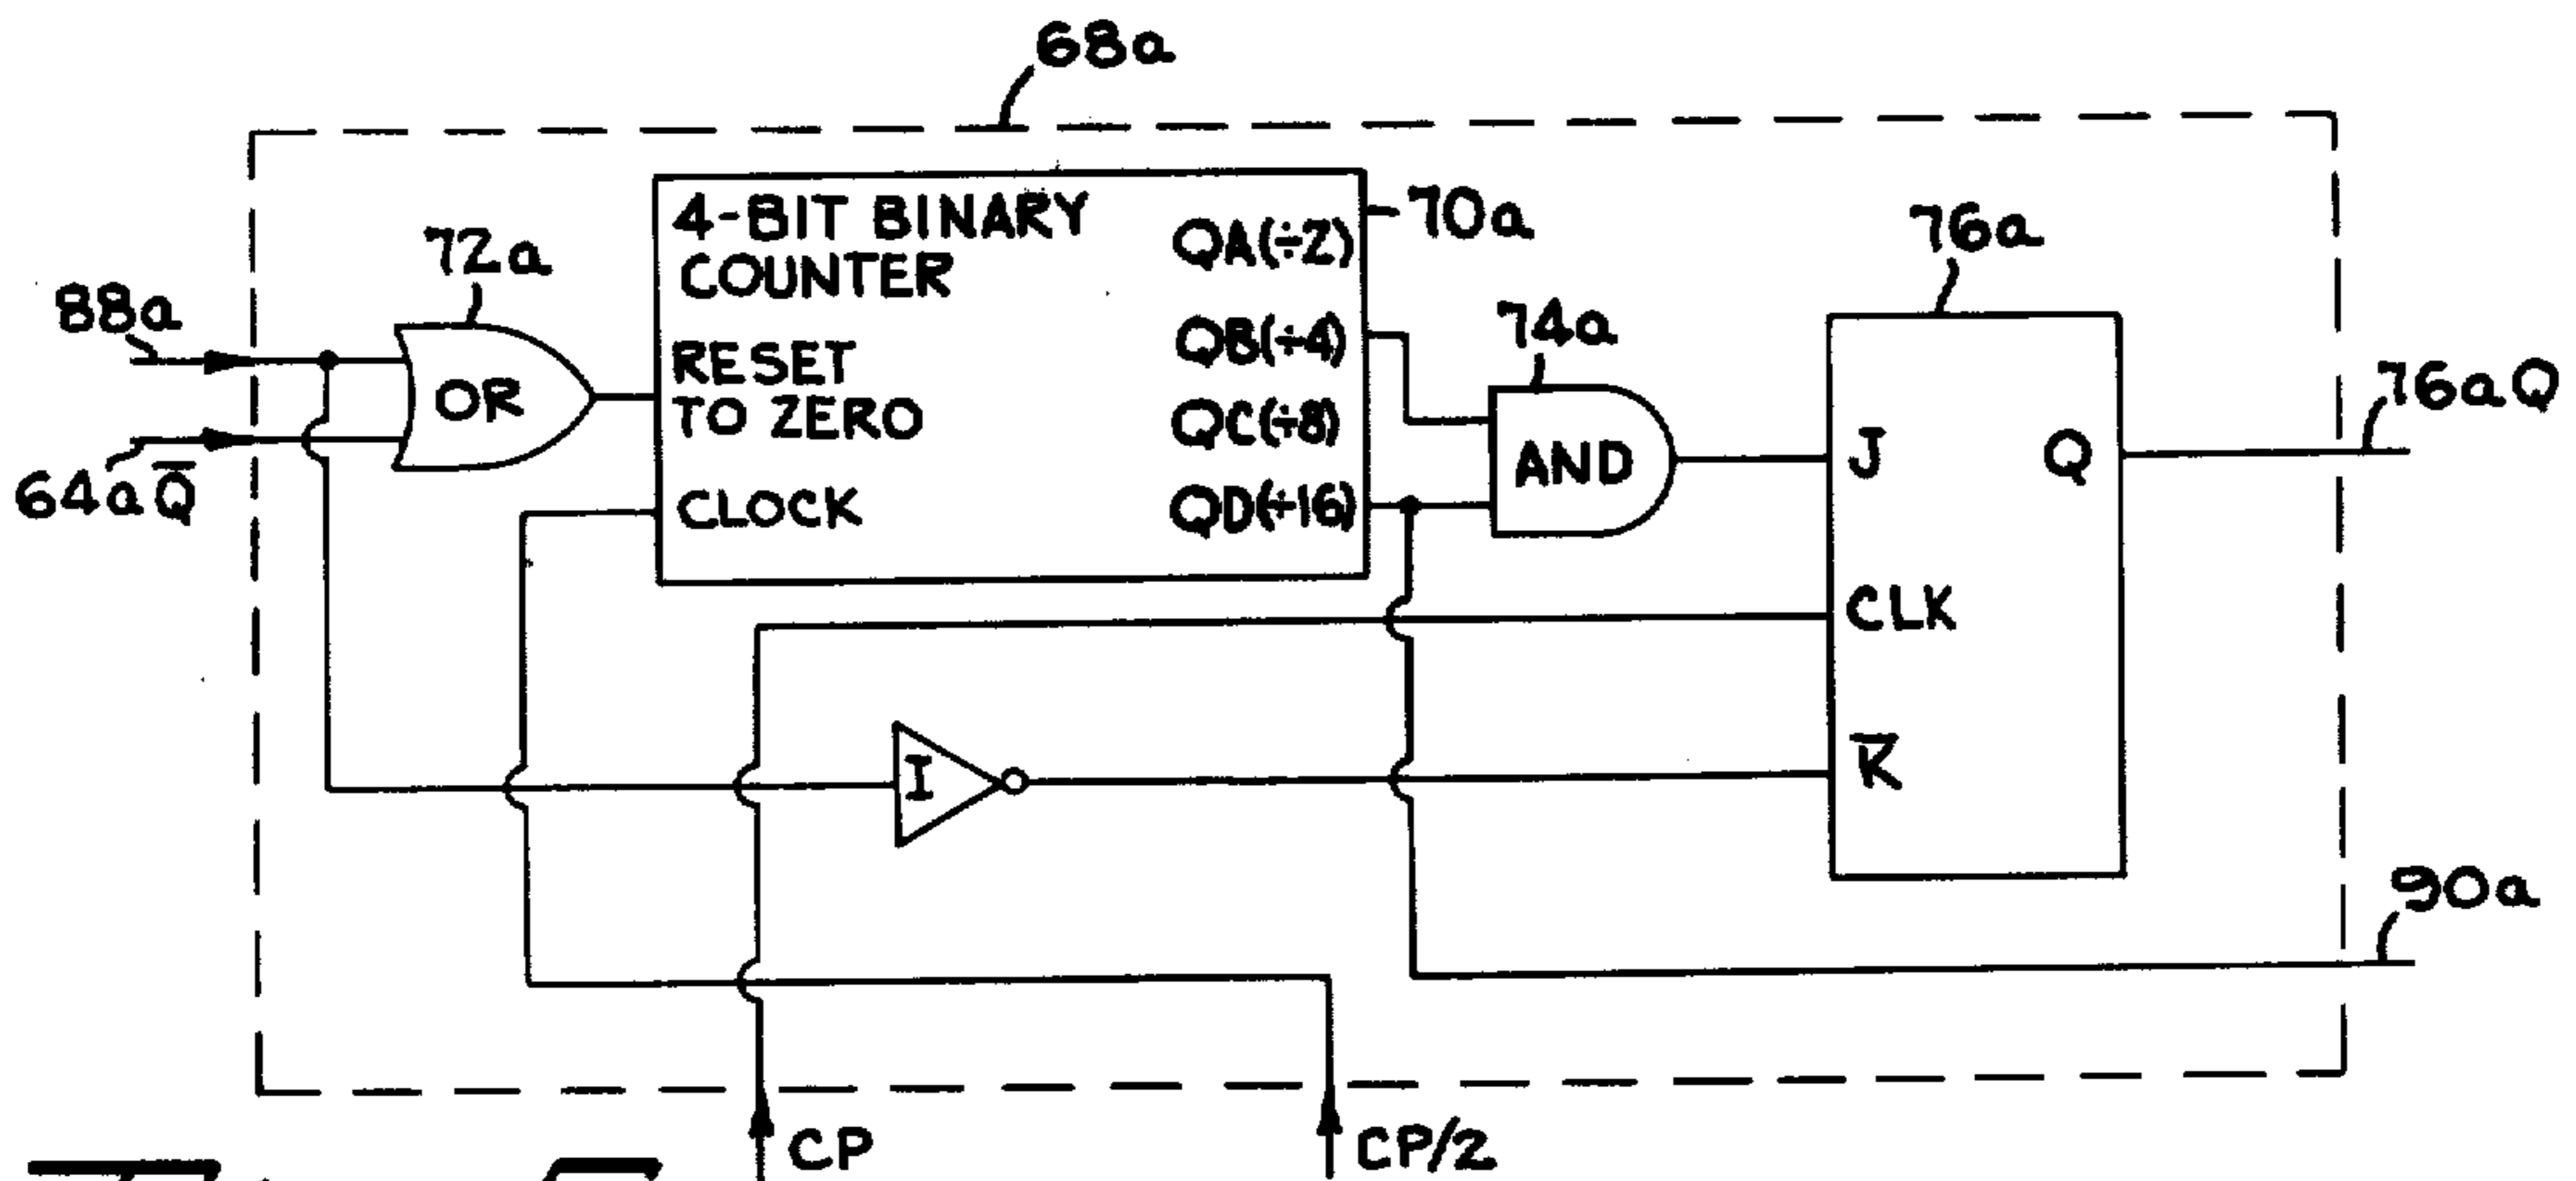 68a
4-BIT BINARY
COUNTER
QA(÷2)
70a
72a
76a
88a
RESET
TO ZERO
QB(÷4)
74a
OR
QC(÷8)
76aQ
64aQ̅
CLOCK
QD(÷16)
AND
J
Q
CLK
I
K̅
90a
CP
CP/2